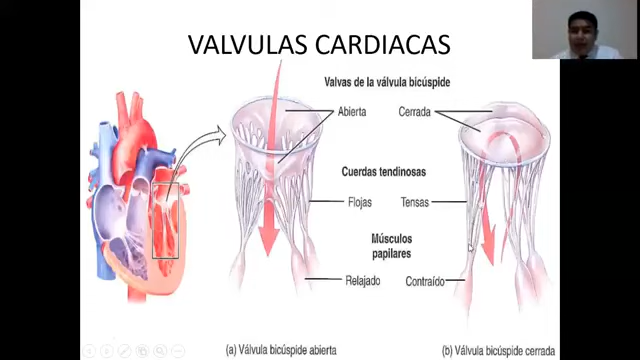 VALVULAS CARDIACAS
Valvas de la válvula bicúspide
Abierta
Cerrada
Cuerdas tendinosas
Flojas
Tensas
Músculos
papilares
Relajado
Contraído
(a) Válvula bicúspide abierta
(b) Válvula bicúspide cerrada